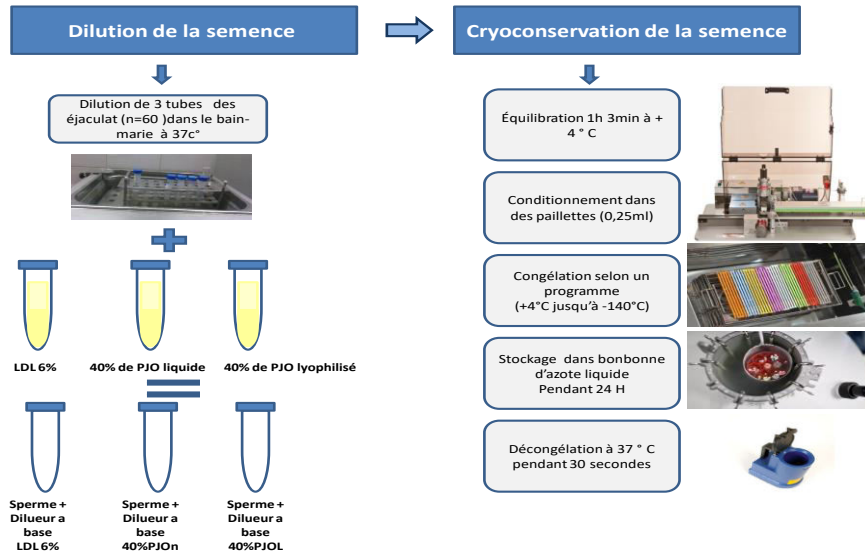 Dilution de la semence
Dilution de 3 tubes des
éjaculat (n=60 )dans le bain-
marie à 37c°
LDL 6%
40% de PJO liquide
40% de PJO lyophilisé
Sperme +
Dilueur a
base
LDL 6%
Sperme +
Dilueur a
base
40%PJOn
Sperme +
Dilueur a
base
40%PJOL
Cryoconservation de la semence
Équilibration 1h 3min à +
4 ° C
Conditionnement dans
des paillettes (0,25ml)
Congélation selon un
programme
(+4°C jusqu'à -140°C)
Stockage dans bonbonne
d'azote liquide
Pendant 24 H
Décongélation à 37 ° C
pendant 30 secondes